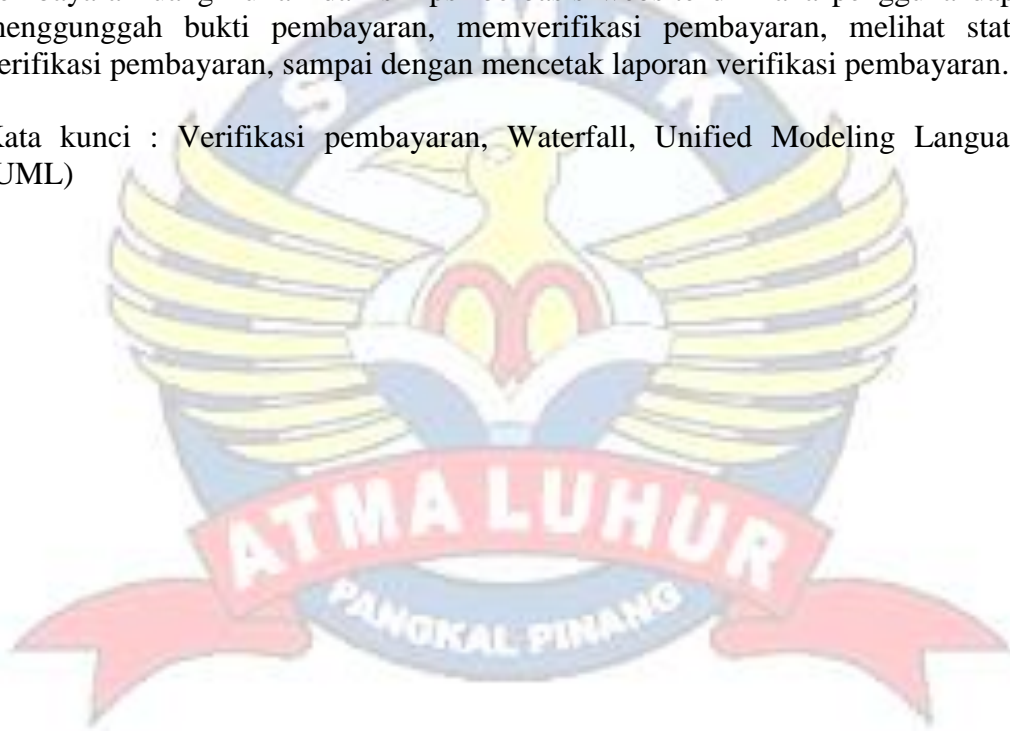 menggunggah bukti pembayaran, memverifikasi pembayaran, melihat stat
verifikasi pembayaran, sampai dengan mencetak laporan verifikasi pembayaran.
Kata kunci : Verifikasi pembayaran, Waterfall, Unified Modeling Langua
(UML)
STMIK
ATMA LUHUR
PANGKAL PINANG